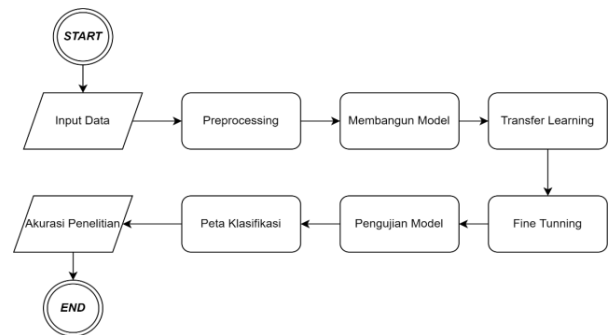 START
Input Data
Preprocessing
Membangun Model
Transfer Learning
Fine Tunning
Pengujian Model
Peta Klasifikasi
Akurasi Penelitian
END